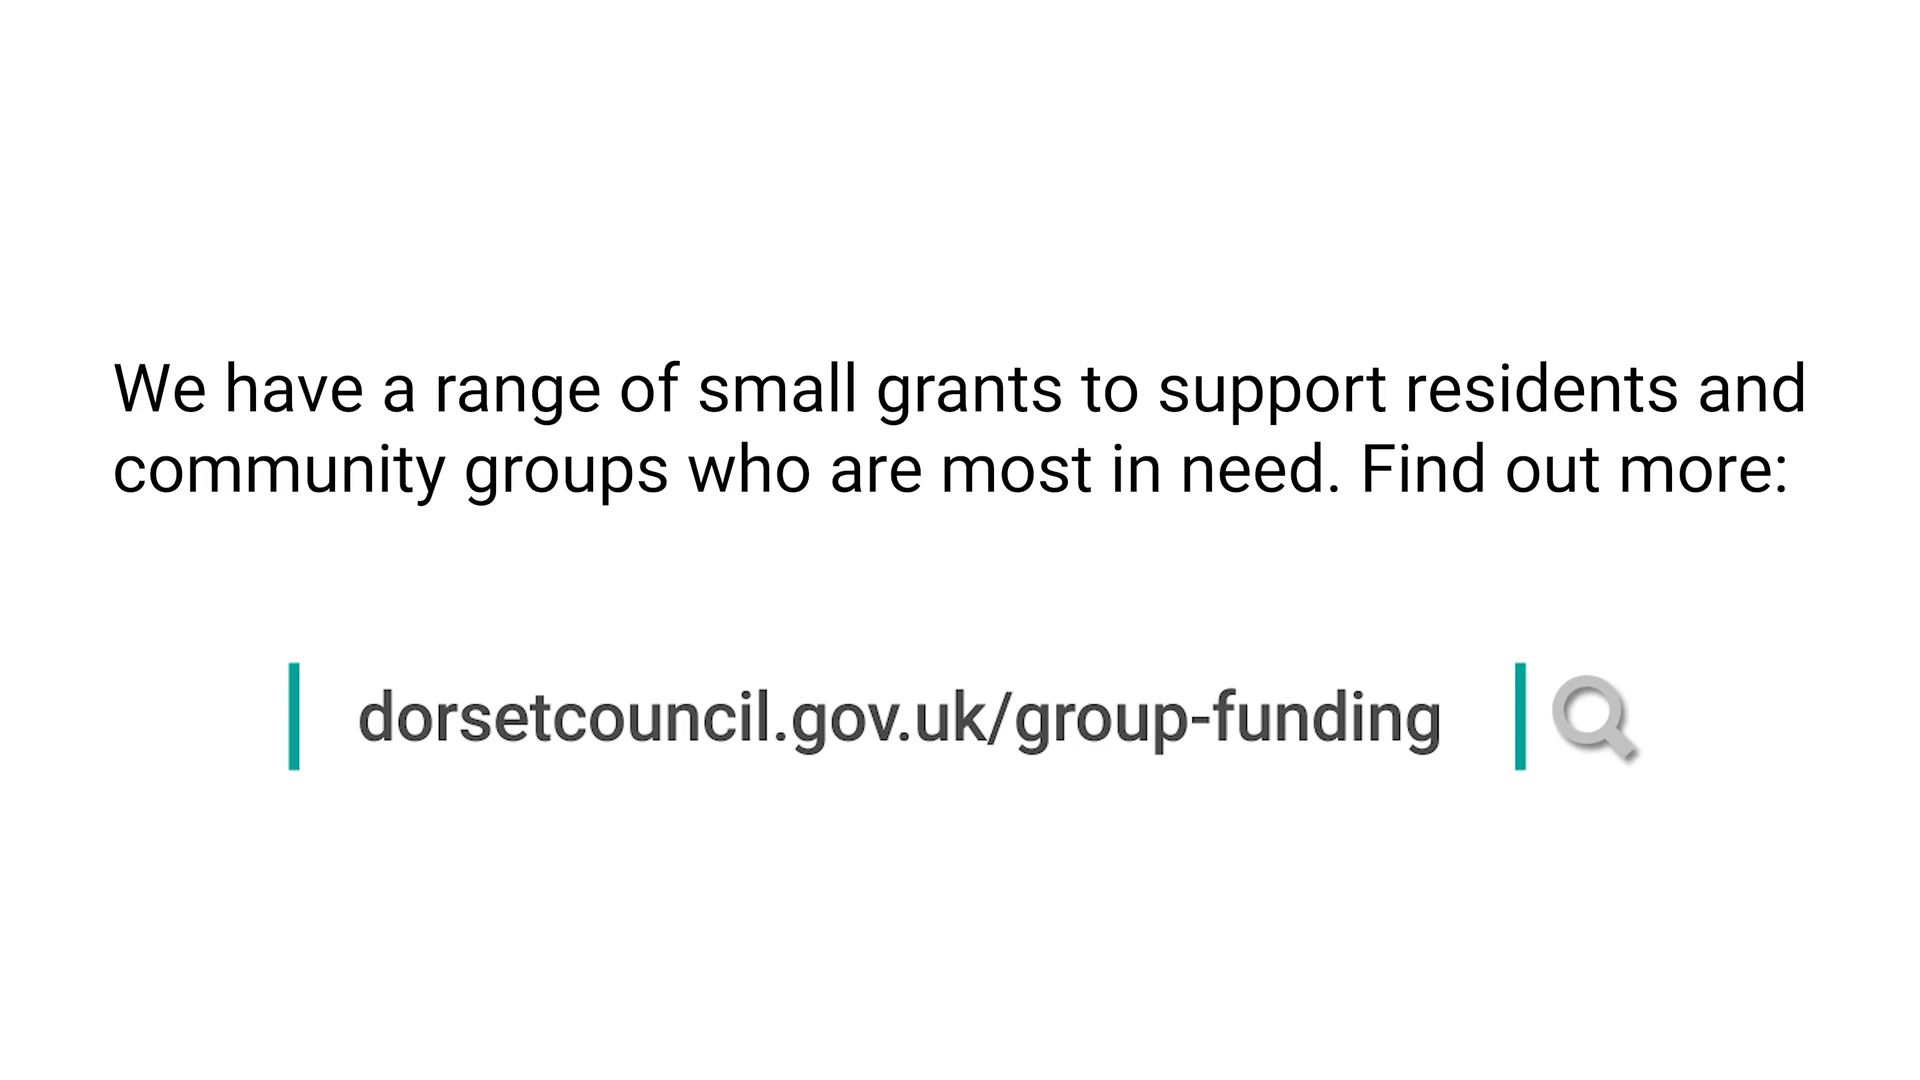 We have a range of small grants to support residents and
community groups who are most in need. Find out more:
dorsetcouncil.gov.uk/group-funding